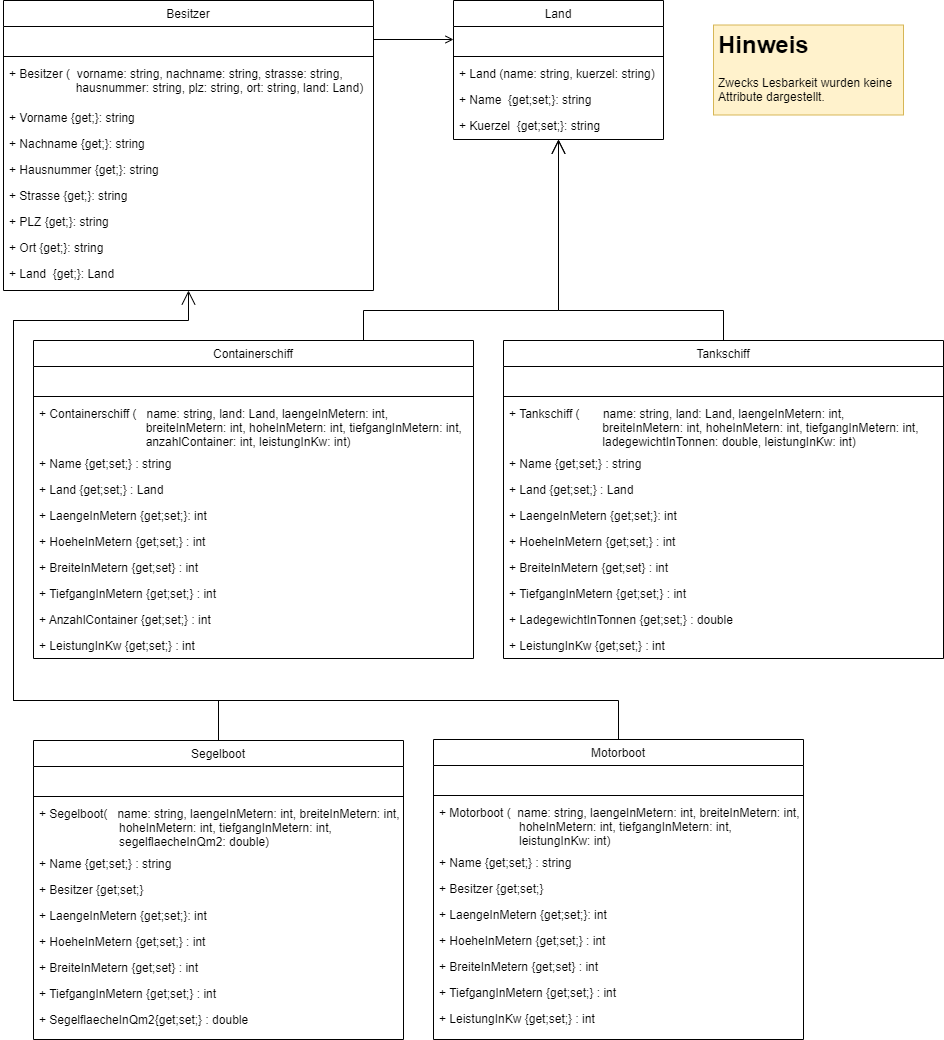 Besitzer
+ Besitzer ( vorname: string, nachname: string, strasse: string,
hausnummer: string, plz: string, ort: string, land: Land)
+ Vorname {get;}: string
+ Nachname {get;}: string
+ Hausnummer {get;}: string
+ Strasse {get;}: string
+ PLZ {get;}: string
+ Ort {get;}: string
+ Land {get;}: Land
Land
+ Land (name: string, kuerzel: string)
+ Name {get;set;}: string
+ Kuerzel {get;set;}: string
Hinweis
Zwecks Lesbarkeit wurden keine
Attribute dargestellt.
Containerschiff
+ Containerschiff ( name: string, land: Land, laengeInMetern: int,
breiteInMetern: int, hoheInMetern: int, tiefgangInMetern: int,
anzahlContainer: int, leistungInKw: int)
+ Name {get;set;} : string
+ Land {get;set;} : Land
+ LaengeInMetern {get;set;}: int
+ HoeheInMetern {get;set;} : int
+ BreiteInMetern {get;set} : int
+ TiefgangInMetern {get;set;} : int
+ AnzahlContainer {get;set;} : int
+ LeistungInKw {get;set;} : int
Tankschiff
+ Tankschiff ( name: string, land: Land, laengeInMetern: int,
breiteInMetern: int, hoheInMetern: int, tiefgangInMetern: int,
ladegewichtInTonnen: double, leistungInKw: int)
+ Name {get;set;} : string
+ Land {get;set;} : Land
+ LaengeInMetern {get;set;}: int
+ HoeheInMetern {get;set;} : int
+ BreiteInMetern {get;set} : int
+ TiefgangInMetern {get;set;} : int
+ LadegewichtInTonnen {get;set;} : double
+ LeistungInKw {get;set;} : int
Segelboot
+ Segelboot( name: string, laengeInMetern: int, breiteInMetern: int,
hoheInMetern: int, tiefgangInMetern: int,
segelflaecheInQm2: double)
+ Name {get;set;} : string
+ Besitzer {get;set;}
+ LaengeInMetern {get;set;}: int
+ HoeheInMetern {get;set;} : int
+ BreiteInMetern {get;set} : int
+ TiefgangInMetern {get;set;} : int
+ SegelflaecheInQm2{get;set;} : double
Motorboot
+ Motorboot ( name: string, laengeInMetern: int, breiteInMetern: int,
hoheInMetern: int, tiefgangInMetern: int,
leistungInKw: int)
+ Name {get;set;} : string
+ Besitzer {get;set;}
+ LaengeInMetern {get;set;}: int
+ HoeheInMetern {get;set;} : int
+ BreiteInMetern {get;set} : int
+ TiefgangInMetern {get;set;} : int
+ LeistungInKw {get;set;} : int